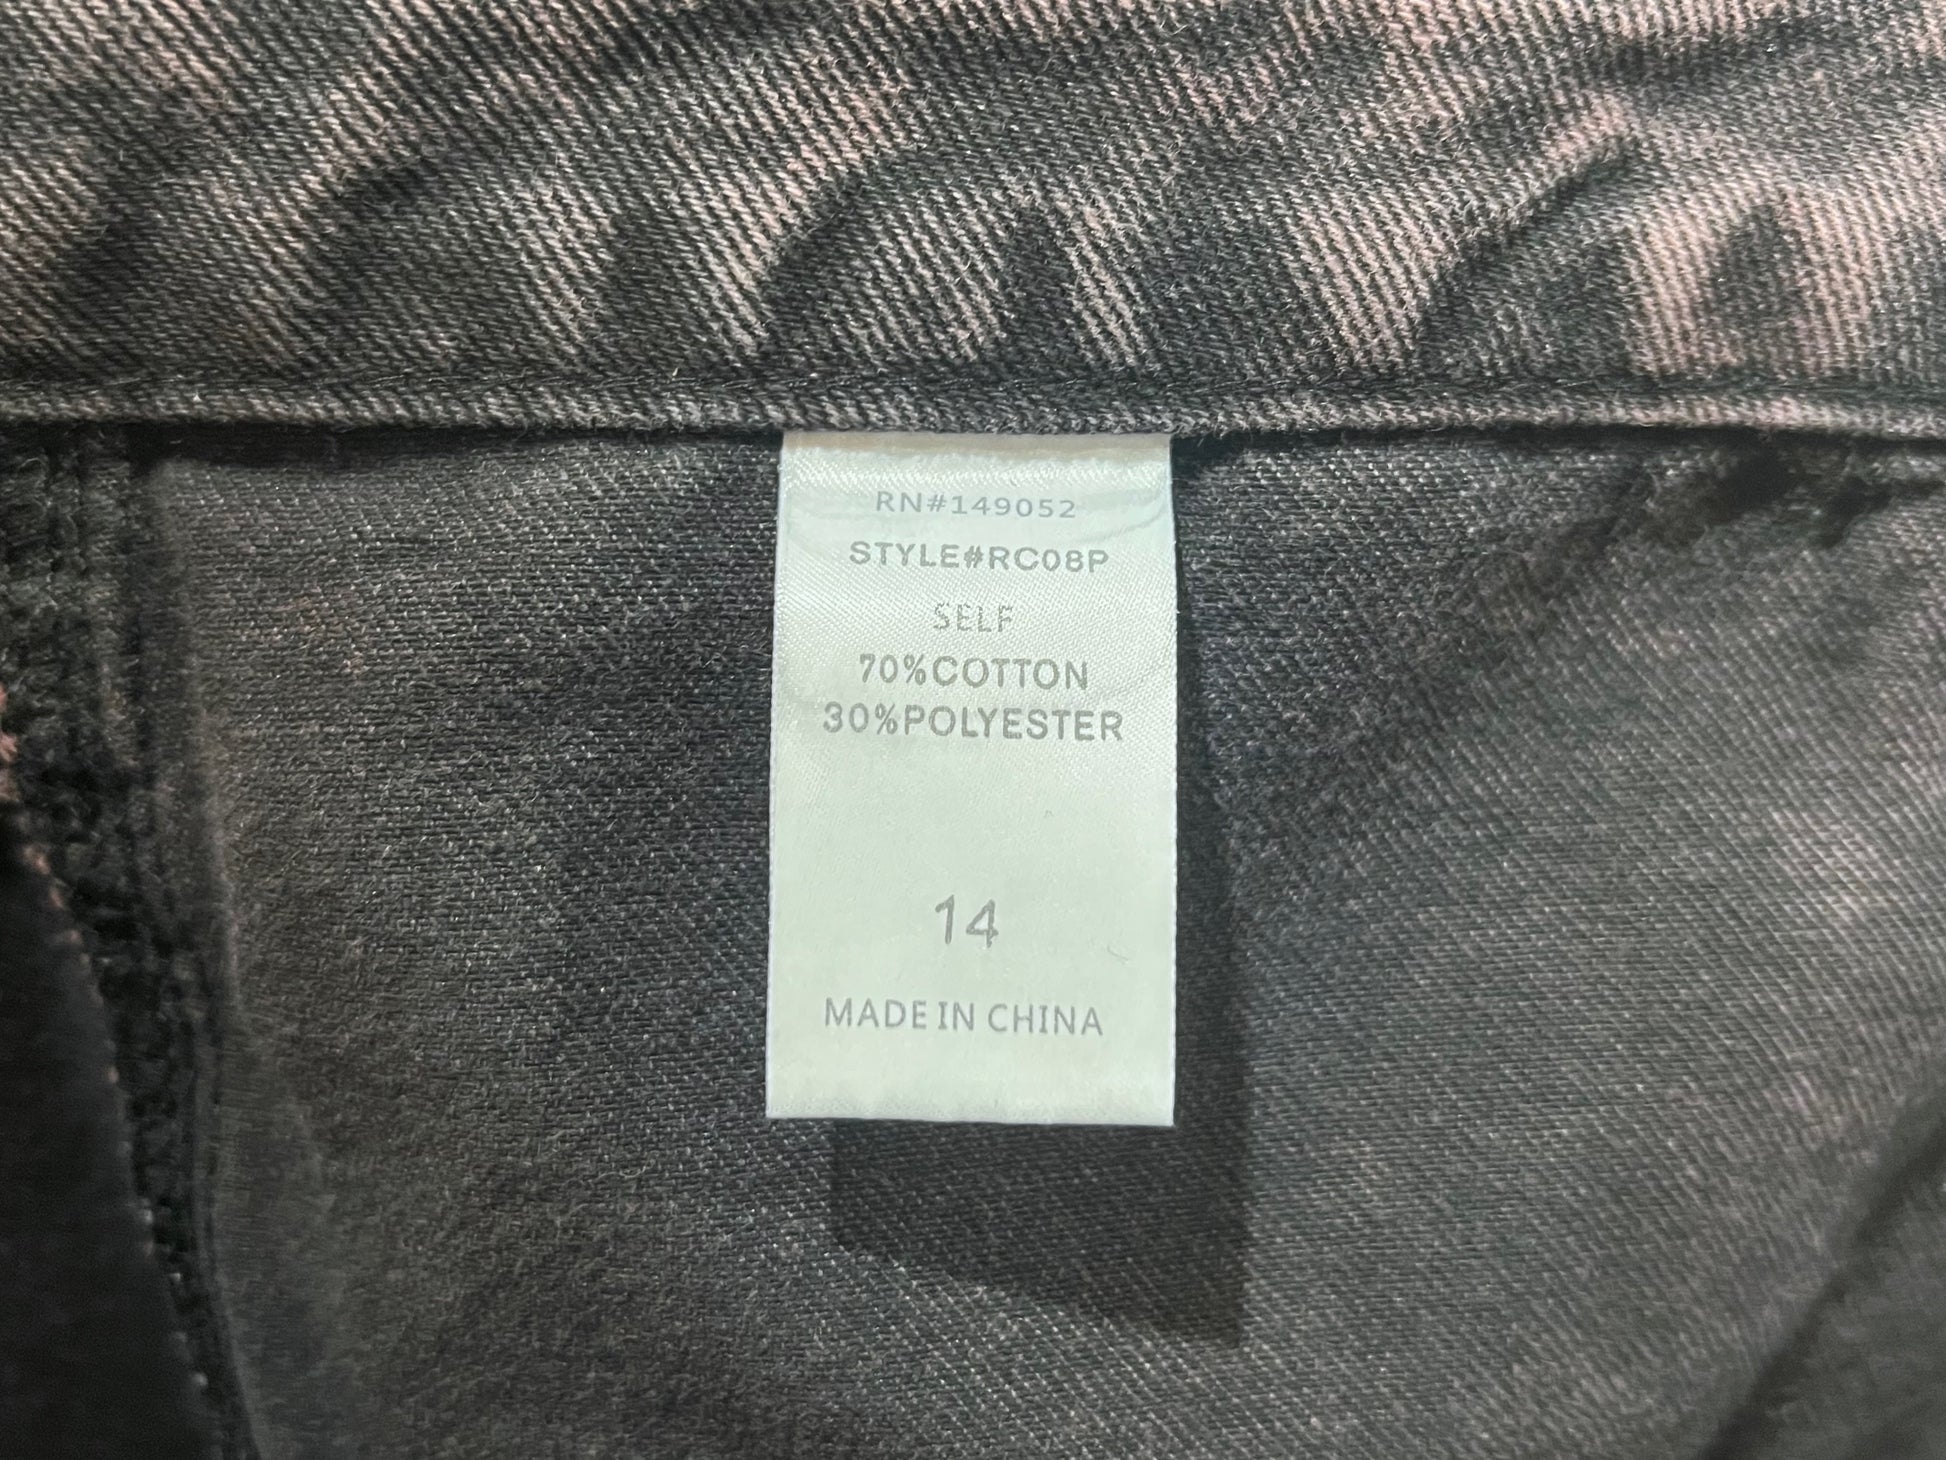 RN#149052
STYLE#RC08P
SELF
70%COTTON
30%POLYESTER
14
MADE IN CHINA